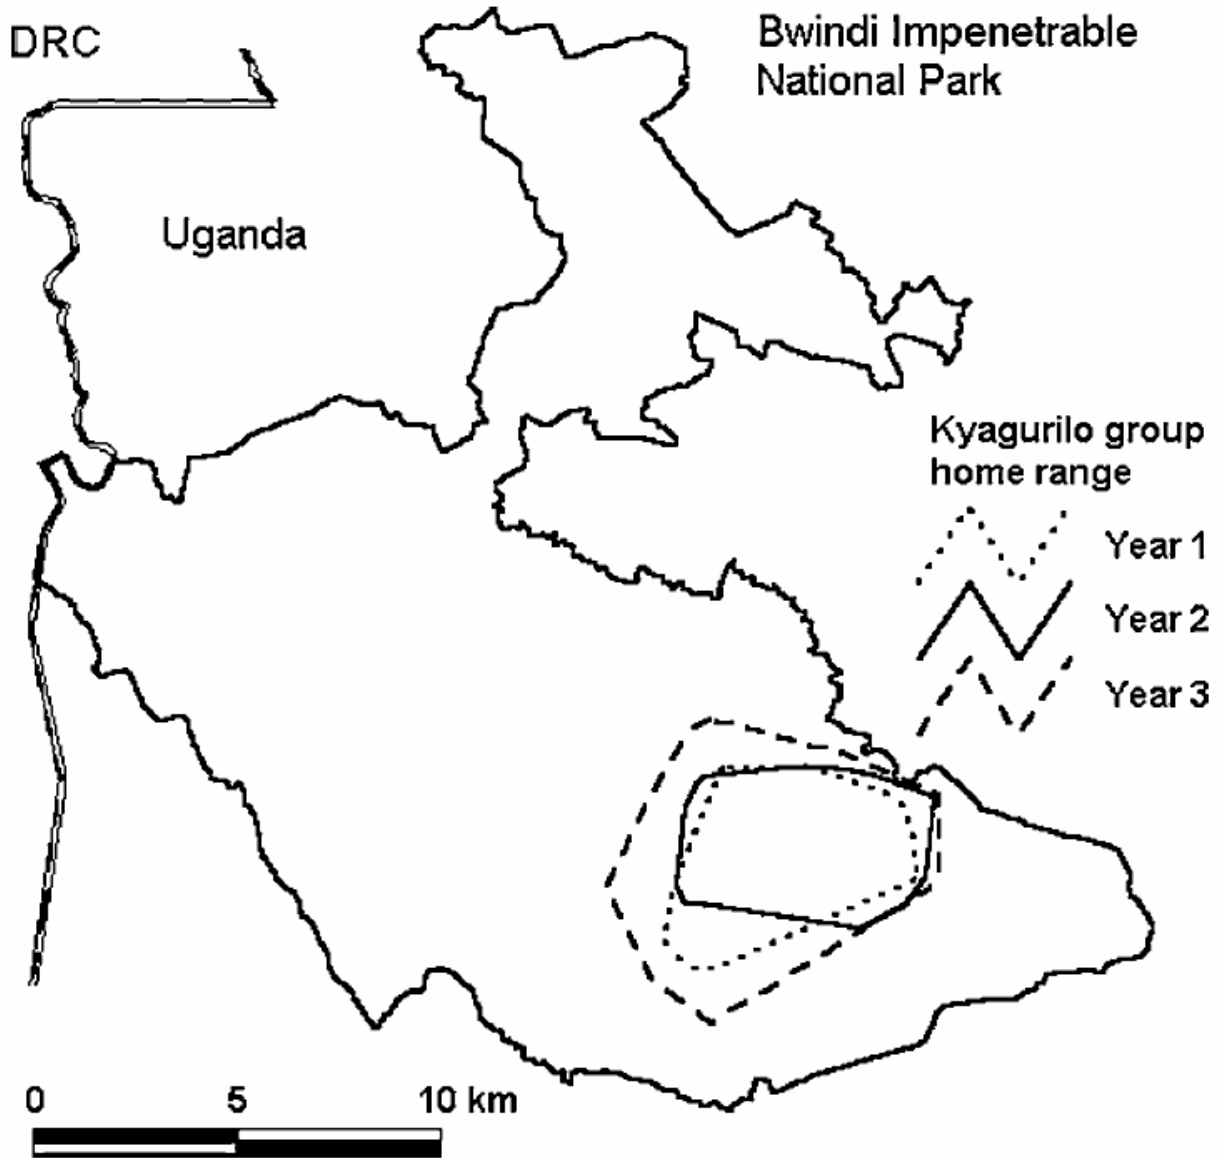 DRC
Bwindi Impenetrable
National Park
Uganda
Kyagurilo group
home range
Year 1
Year 2
Year 3
0 5 10 km